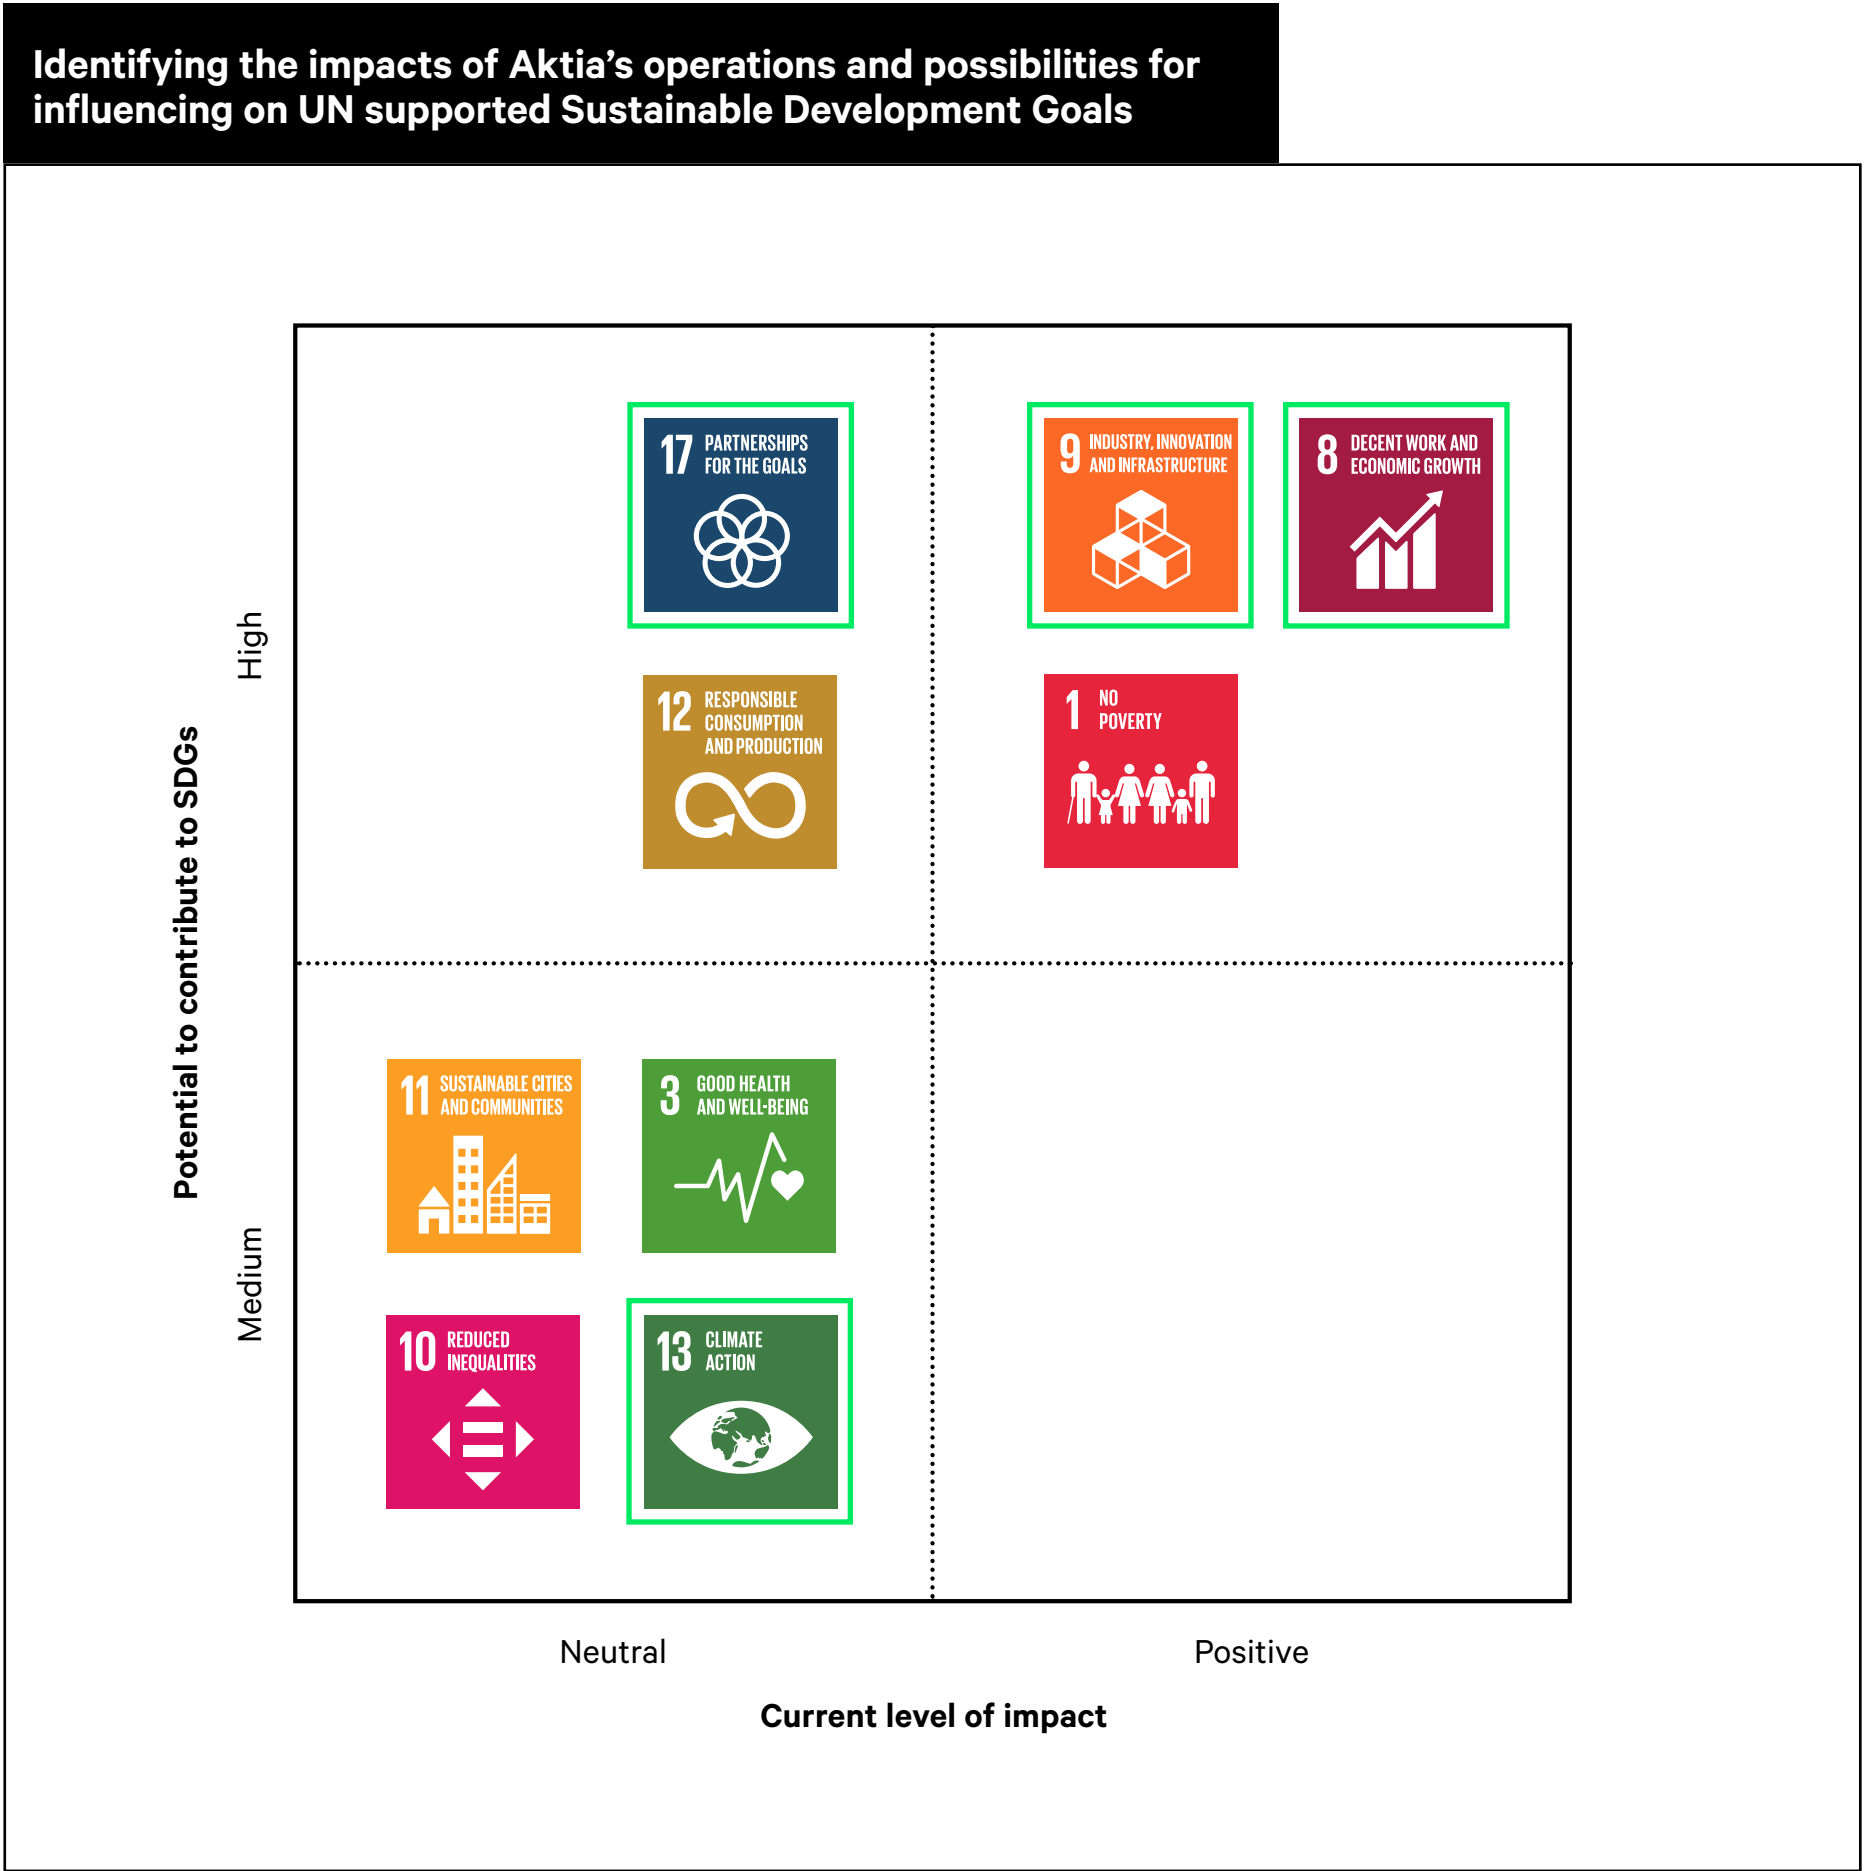 Identifying the impacts of Aktia's operations and possibilities for
influencing on UN supported Sustainable Development Goals
Potential to contribute to SDGs
High
17 PARTNERSHIPS
FOR THE GOALS
9 INDUSTRY, INNOVATION
AND INFRASTRUCTURE
8 DECENT WORK AND
ECONOMIC GROWTH
12 RESPONSIBLE
CONSUMPTION
AND PRODUCTION
1 NO
POVERTY
Medium
11 SUSTAINABLE CITIES
AND COMMUNITIES
3 GOOD HEALTH
AND WELL-BEING
10 REDUCED
INEQUALITIES
13 CLIMATE
ACTION
Neutral
Positive
Current level of impact